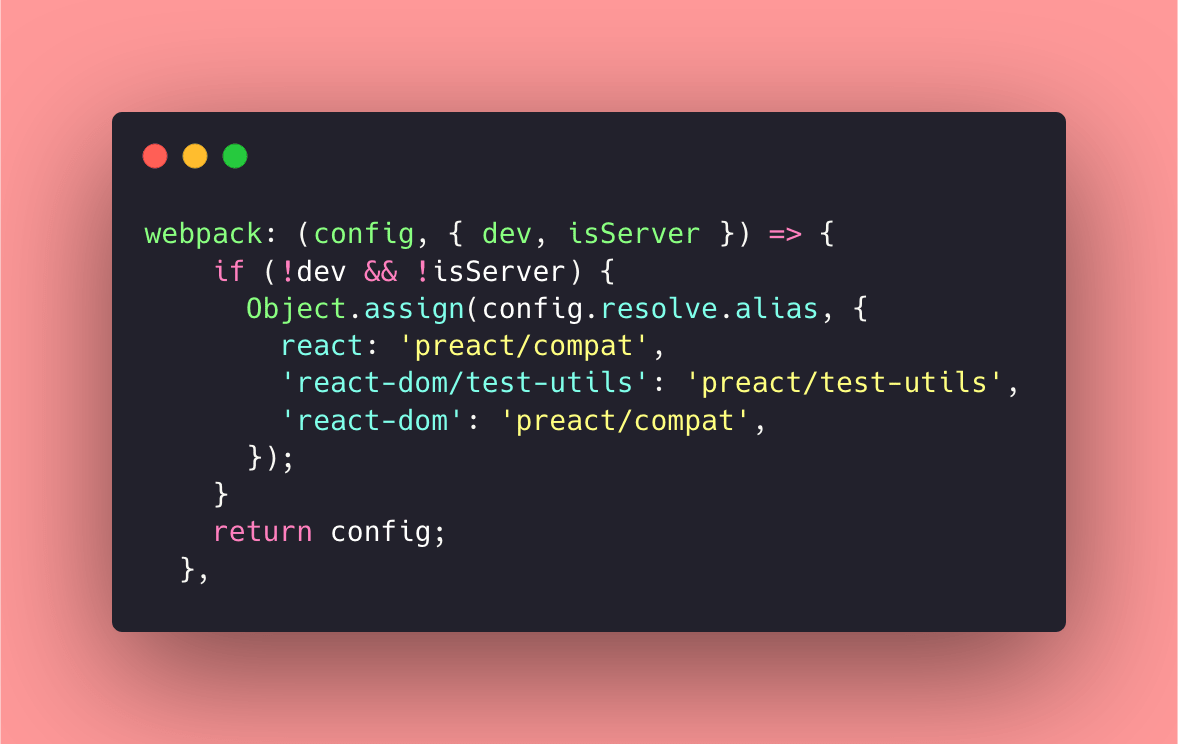 webpack: (config, { dev, isServer }) => {
    if (!dev && !isServer) {
      Object.assign(config.resolve.alias, {
        react: 'preact/compat',
        'react-dom/test-utils': 'preact/test-utils',
        'react-dom': 'preact/compat',
      });
    }
    return config;
  },